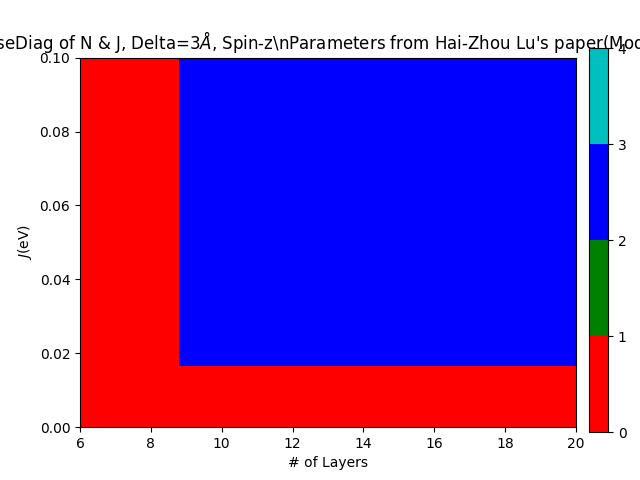 seDiag of N & J, Delta=3Å, Spin-z\nParameters from Hai-Zhou Lu's paper(Mod
0.10
0.08
0.06
0.04
0.02
0.00
J(eV)
6 8 10 12 14 16 18 20
# of Layers
4
3
2
1
0